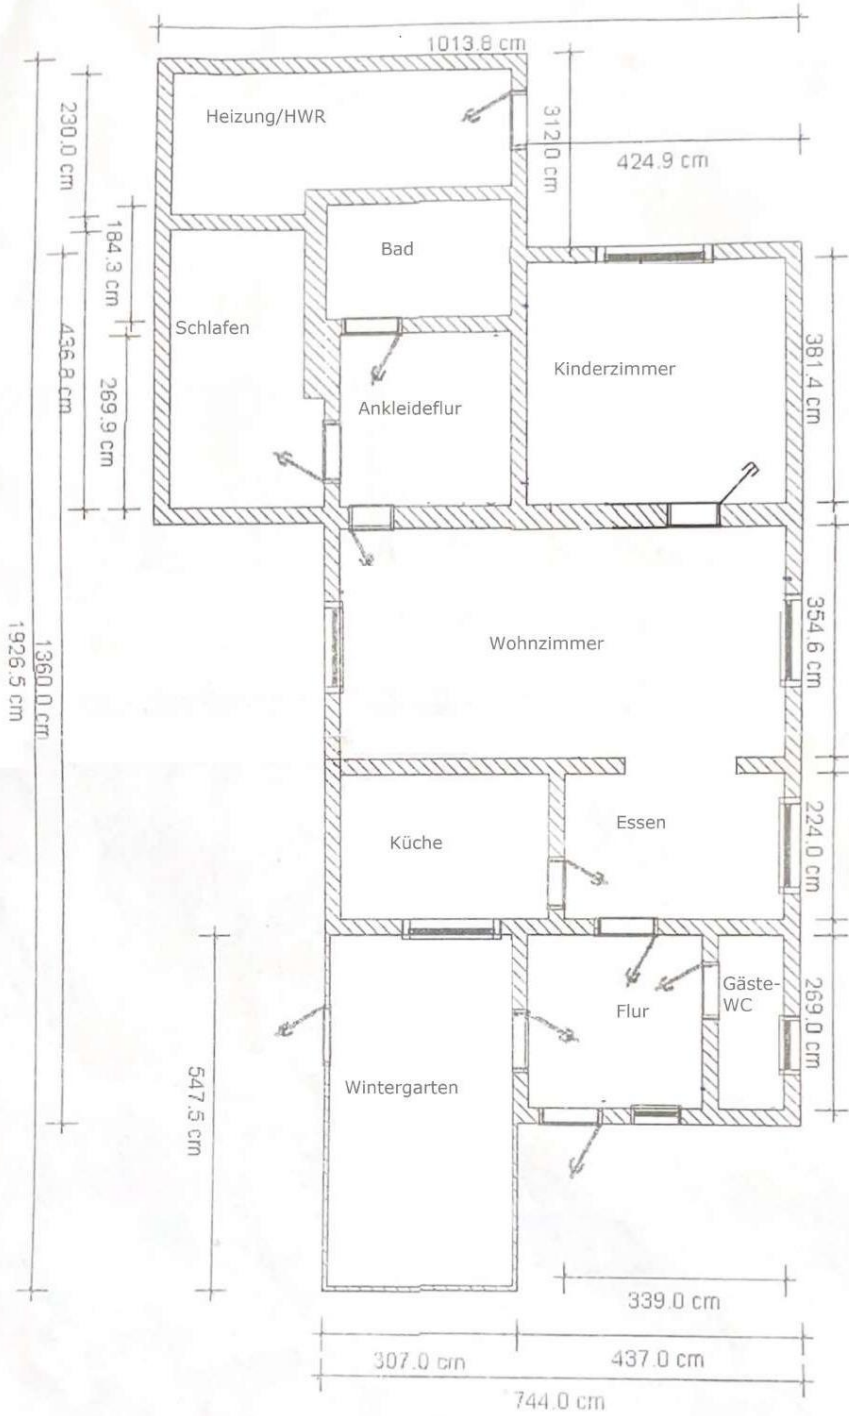 1013.8 cm
230.0 cm
Heizung/HWR
312.0 cm
424.9 cm
184.3 cm
Bad
436.8 cm
Schlafen
269.9 cm
Ankleideflur
Kinderzimmer
381.4 cm
1360.0 cm
1926.5 cm
Wohnzimmer
354.6 cm
Küche
Essen
224.0 cm
547.5 cm
Wintergarten
Flur
Gäste-
WC
269.0 cm
339.0 cm
307.0 cm
437.0 cm
744.0 cm